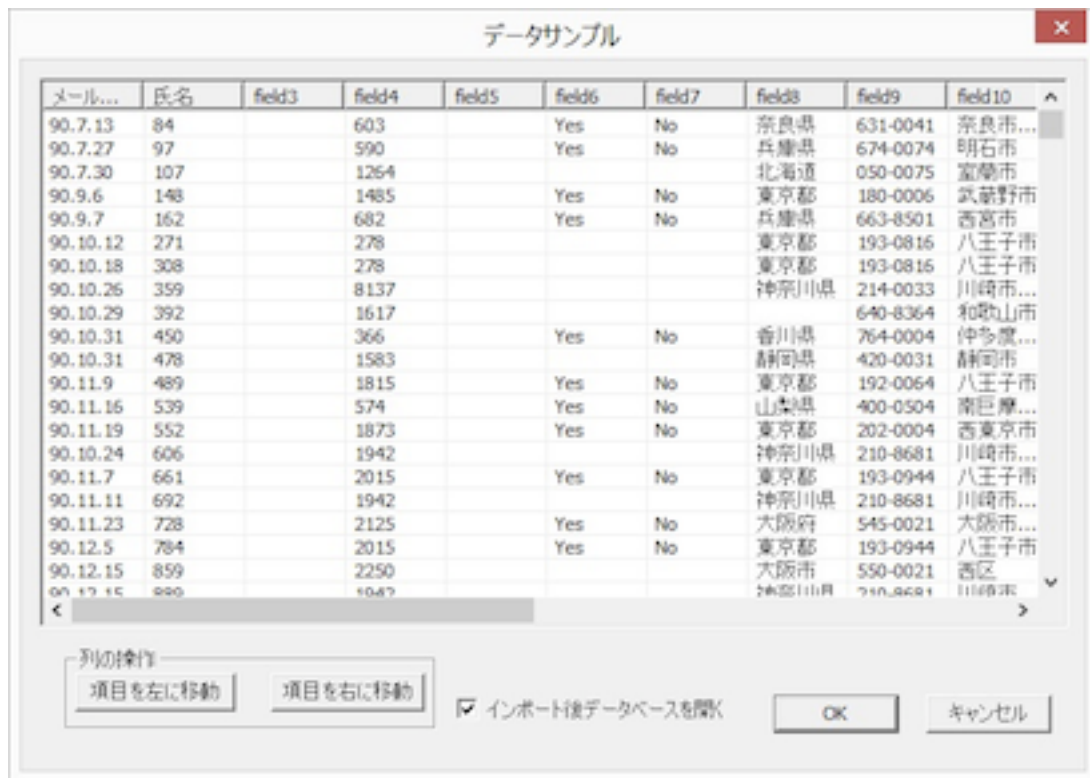 データサンプル
メール... 氏名 field3 field4 field5 field6 field7 field8 field9 field10
90.7.13 84 603 Yes No 奈良県 631-0041 奈良市...
90.7.27 97 590 Yes No 兵庫県 674-0074 明石市
90.7.30 107 1264 北海道 050-0075 室蘭市
90.9.6 148 1485 Yes No 東京都 180-0006 武蔵野市
90.9.7 162 682 Yes No 兵庫県 663-8501 西宮市
90.10.12 271 278 東京都 193-0816 八王子市
90.10.18 308 278 東京都 193-0816 八王子市
90.10.26 359 8137 神奈川県 214-0033 川崎市...
90.10.29 392 1617 640-8364 和歌山市
90.10.31 450 366 Yes No 香川県 764-0004 仲多度...
90.10.31 478 1583 静岡県 420-0031 静岡市
90.11.9 489 1815 Yes No 東京都 192-0064 八王子市
90.11.16 539 574 Yes No 山梨県 400-0504 南巨摩...
90.11.19 552 1873 Yes No 東京都 202-0004 西東京市
90.10.24 606 1942 神奈川県 210-8681 川崎市...
90.11.7 661 2015 Yes No 東京都 193-0944 八王子市
90.11.11 692 1942 神奈川県 210-8681 川崎市...
90.11.23 728 2125 Yes No 大阪府 545-0021 大阪市...
90.12.5 784 2015 Yes No 東京都 193-0944 八王子市
90.12.15 859 2250 大阪市 550-0021 西区
90.12.15 889 1942 神奈川県 210-8681 川崎市
列の操作
項目を左に移動 項目を右に移動 インポート後データベースを開く OK キャンセル